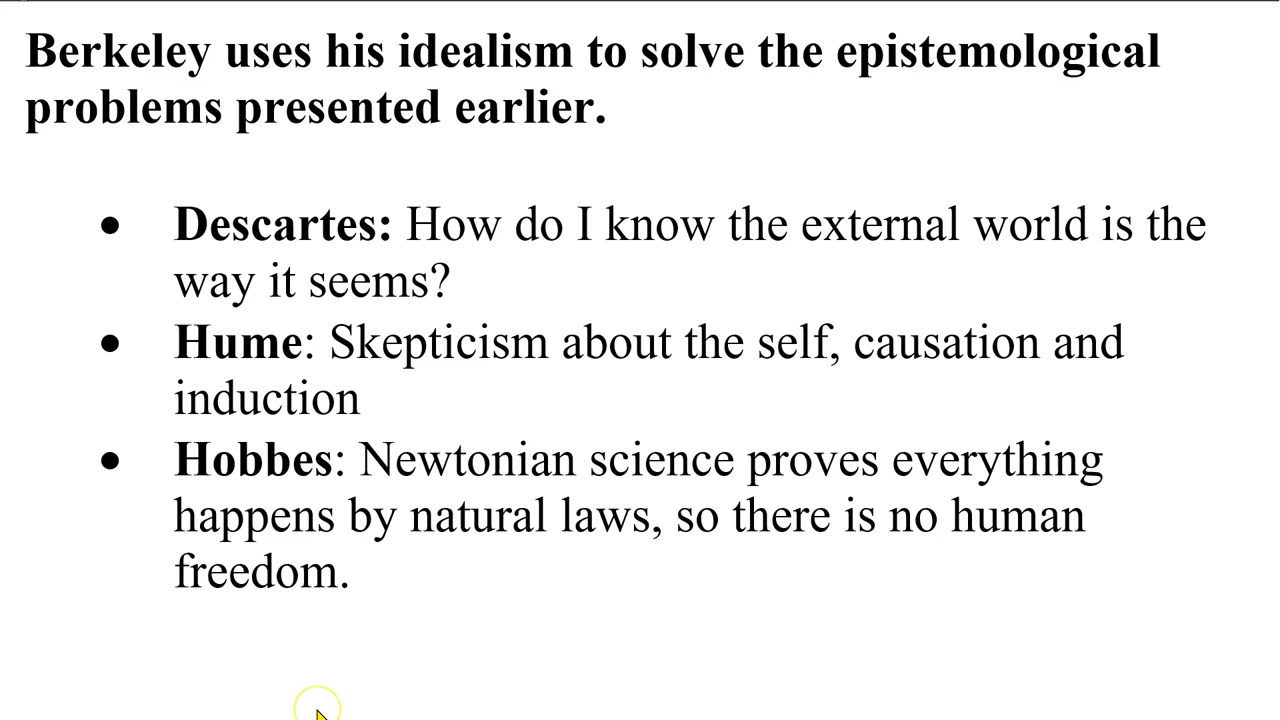 Berkeley uses his idealism to solve the epistemological
problems presented earlier.
• Descartes: How do I know the external world is the
way it seems?
• Hume: Skepticism about the self, causation and
induction
• Hobbes: Newtonian science proves everything
happens by natural laws, so there is no human
freedom.